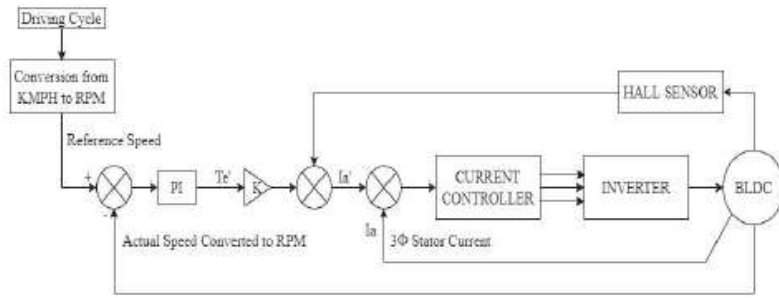 Driving Cycle
Conversion from
KMPH to RPM
HALL SENSOR
Reference Speed
+
PI
Te'
K
Ia'
CURRENT
CONTROLLER
INVERTER
BLDC
-
Actual Speed Converted to RPM
Ia
3Φ Stator Current